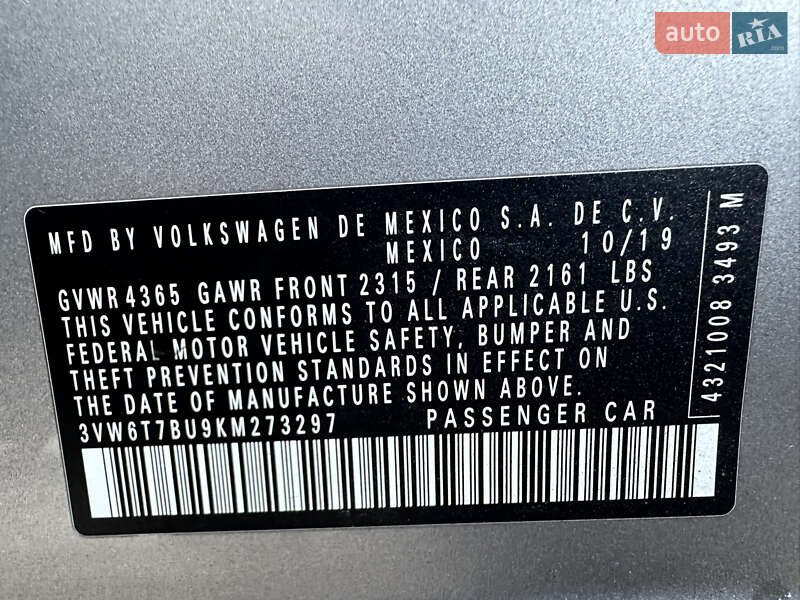 auto RIA .com
MFD BY VOLKSWAGEN DE MEXICO S.A. DE C.V.
MEXICO 10/19
GVWR 4365 GAWR FRONT 2315 / REAR 2161 LBS
THIS VEHICLE CONFORMS TO ALL APPLICABLE U.S.
FEDERAL MOTOR VEHICLE SAFETY, BUMPER AND
THEFT PREVENTION STANDARDS IN EFFECT ON
THE DATE OF MANUFACTURE SHOWN ABOVE.
3VW6T7BU9KM273297 PASSENGER CAR
4321008 3493 M